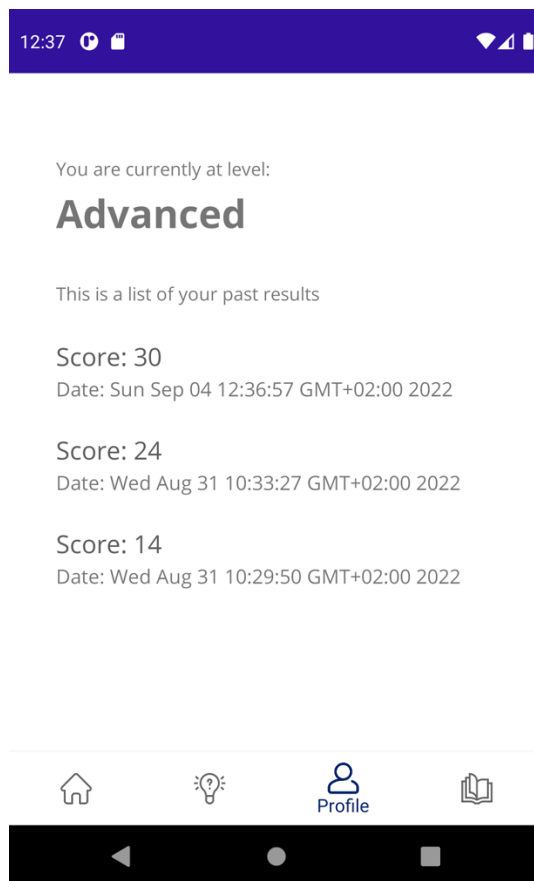 12:37
You are currently at level:
Advanced
This is a list of your past results
Score: 30
Date: Sun Sep 04 12:36:57 GMT+02:00 2022
Score: 24
Date: Wed Aug 31 10:33:27 GMT+02:00 2022
Score: 14
Date: Wed Aug 31 10:29:50 GMT+02:00 2022
Profile